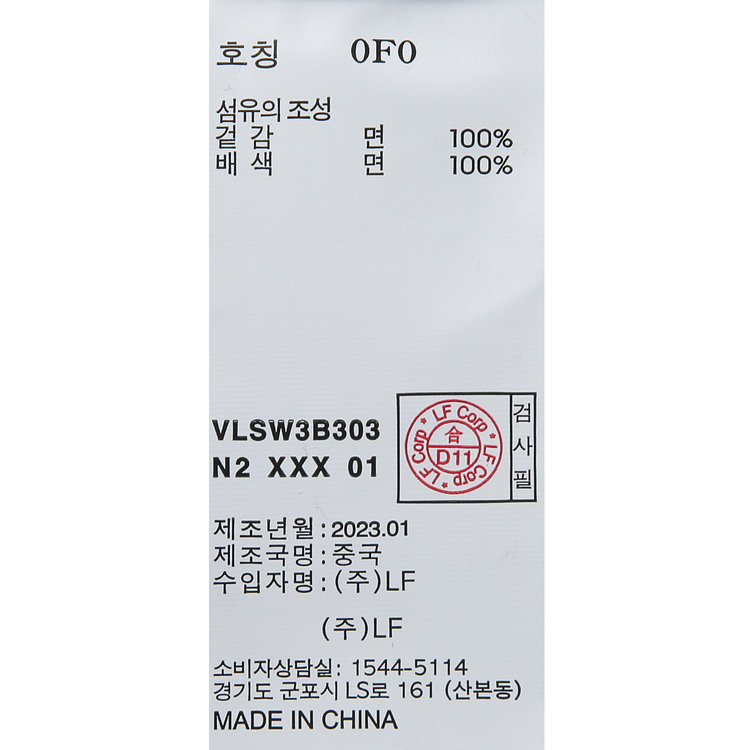 호칭 0F0
섬유의 조성
겉 감 면 100%
배 색 면 100%
VLSW3B303
N2 XXX 01
LF Corp * LF Corp * LF Corp *
合
D11
검사필
제조년월 : 2023.01
제조국명 : 중국
수입자명 : (주)LF
(주)LF
소비자상담실: 1544-5114
경기도 군포시 LS로 161 (산본동)
MADE IN CHINA